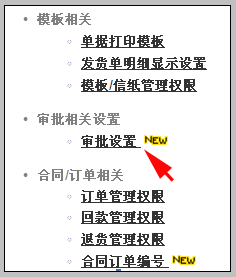 模板相关
单据打印模板
发货单明细显示设置
模板/信纸管理权限
审批相关设置
审批设置 NEW
合同/订单相关
订单管理权限
回款管理权限
退货管理权限
合同订单编号 NEW